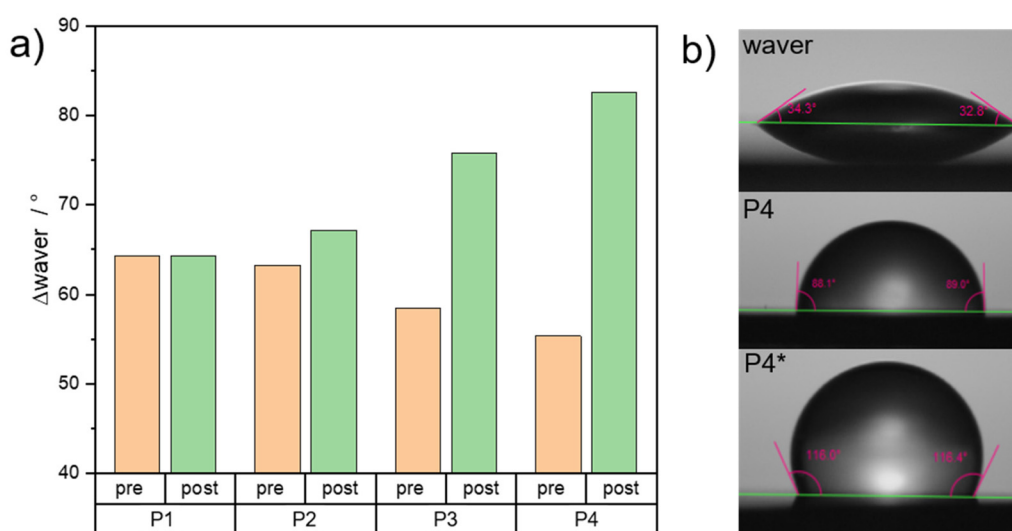 a)
90
80
70
60
50
40
Δwaver / °
pre post pre post pre post pre post
P1 P2 P3 P4
b)
waver
34.3° 32.8°
P4
88.1° 89.0°
P4*
116.0° 116.4°